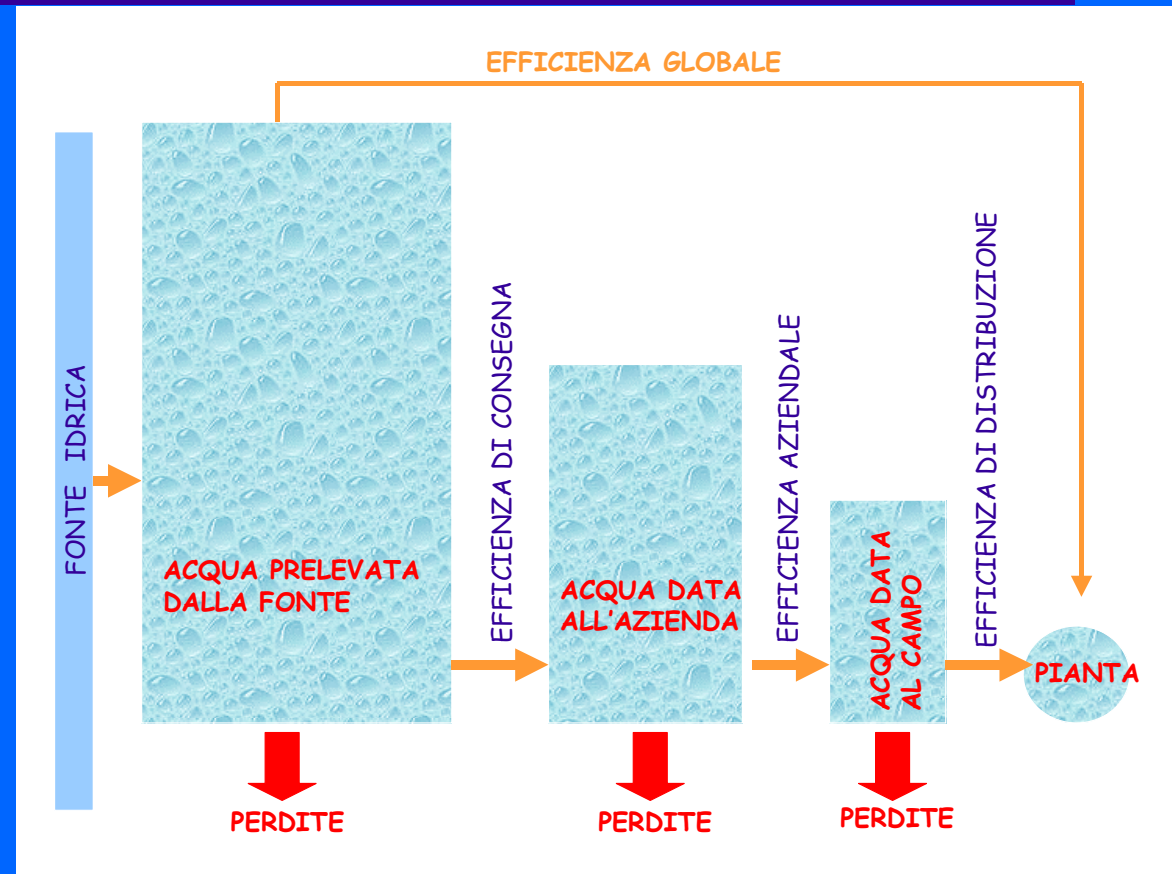 EFFICIENZA GLOBALE
FONTE IDRICA
ACQUA PRELEVATA
DALLA FONTE
EFFICIENZA DI CONSEGNA
ACQUA DATA
ALL'AZIENDA
EFFICIENZA AZIENDALE
ACQUA DATA
AL CAMPO
EFFICIENZA DI DISTRIBUZIONE
PIANTA
PERDITE
PERDITE
PERDITE